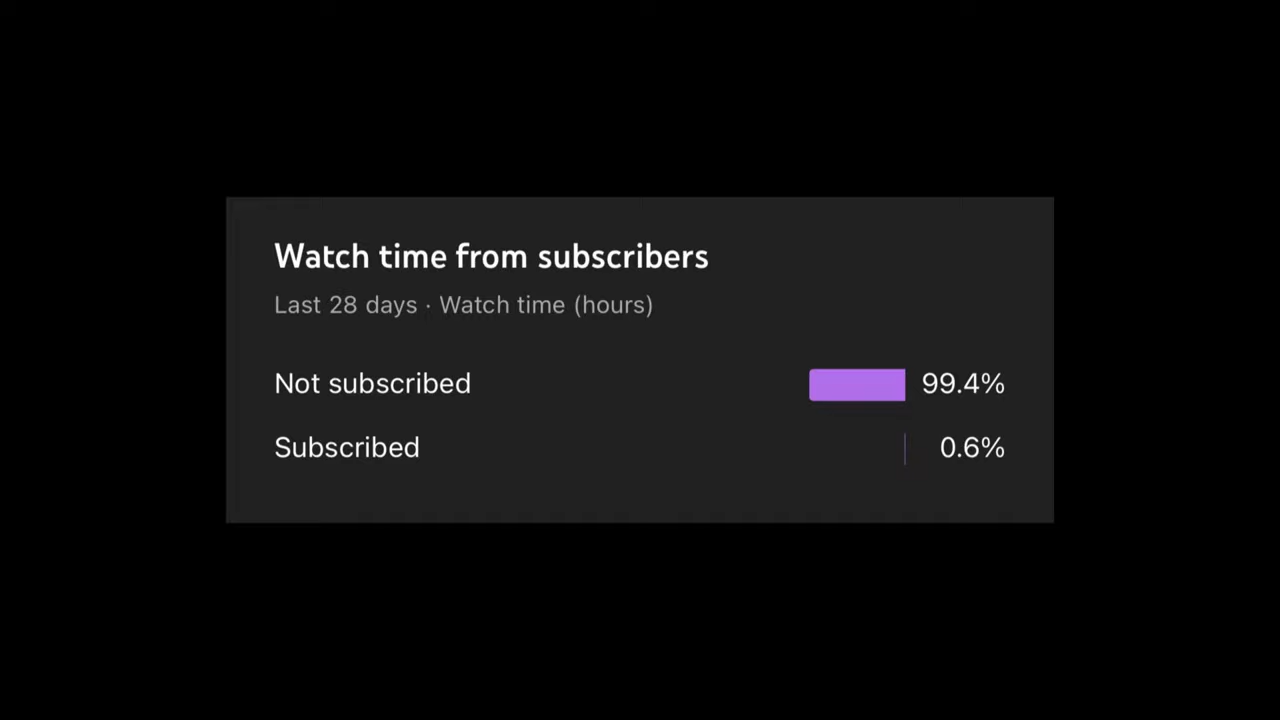 Watch time from subscribers
Last 28 days · Watch time (hours)
Not subscribed 99.4%
Subscribed 0.6%